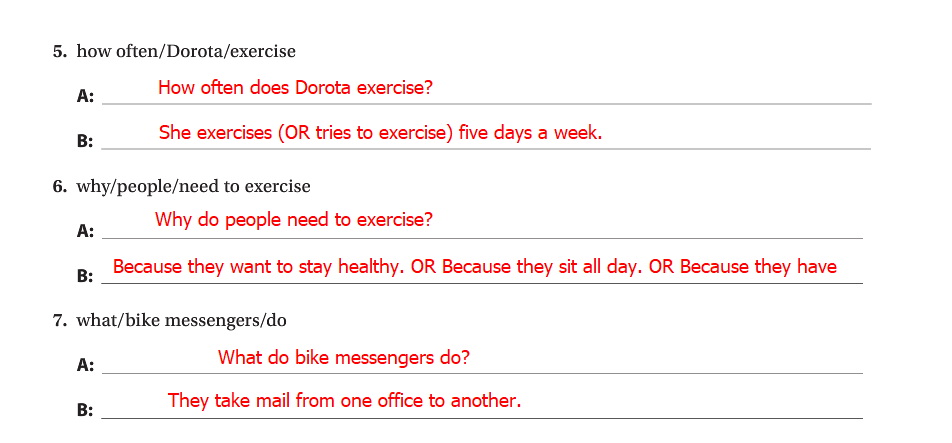 5. how often/Dorota/exercise
A: How often does Dorota exercise?
B: She exercises (OR tries to exercise) five days a week.
6. why/people/need to exercise
A: Why do people need to exercise?
B: Because they want to stay healthy. OR Because they sit all day. OR Because they have
7. what/bike messengers/do
A: What do bike messengers do?
B: They take mail from one office to another.